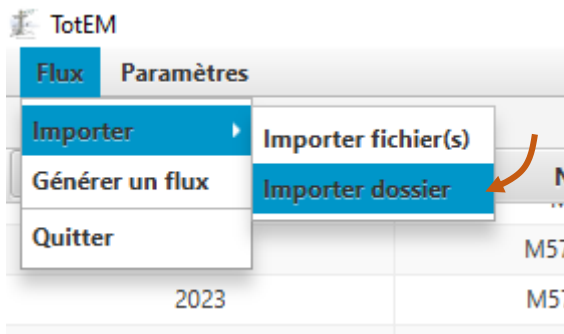 TotEM
Flux Paramètres
Importer
Importer fichier(s)
Générer un flux
Importer dossier
Quitter
M57
2023 M57